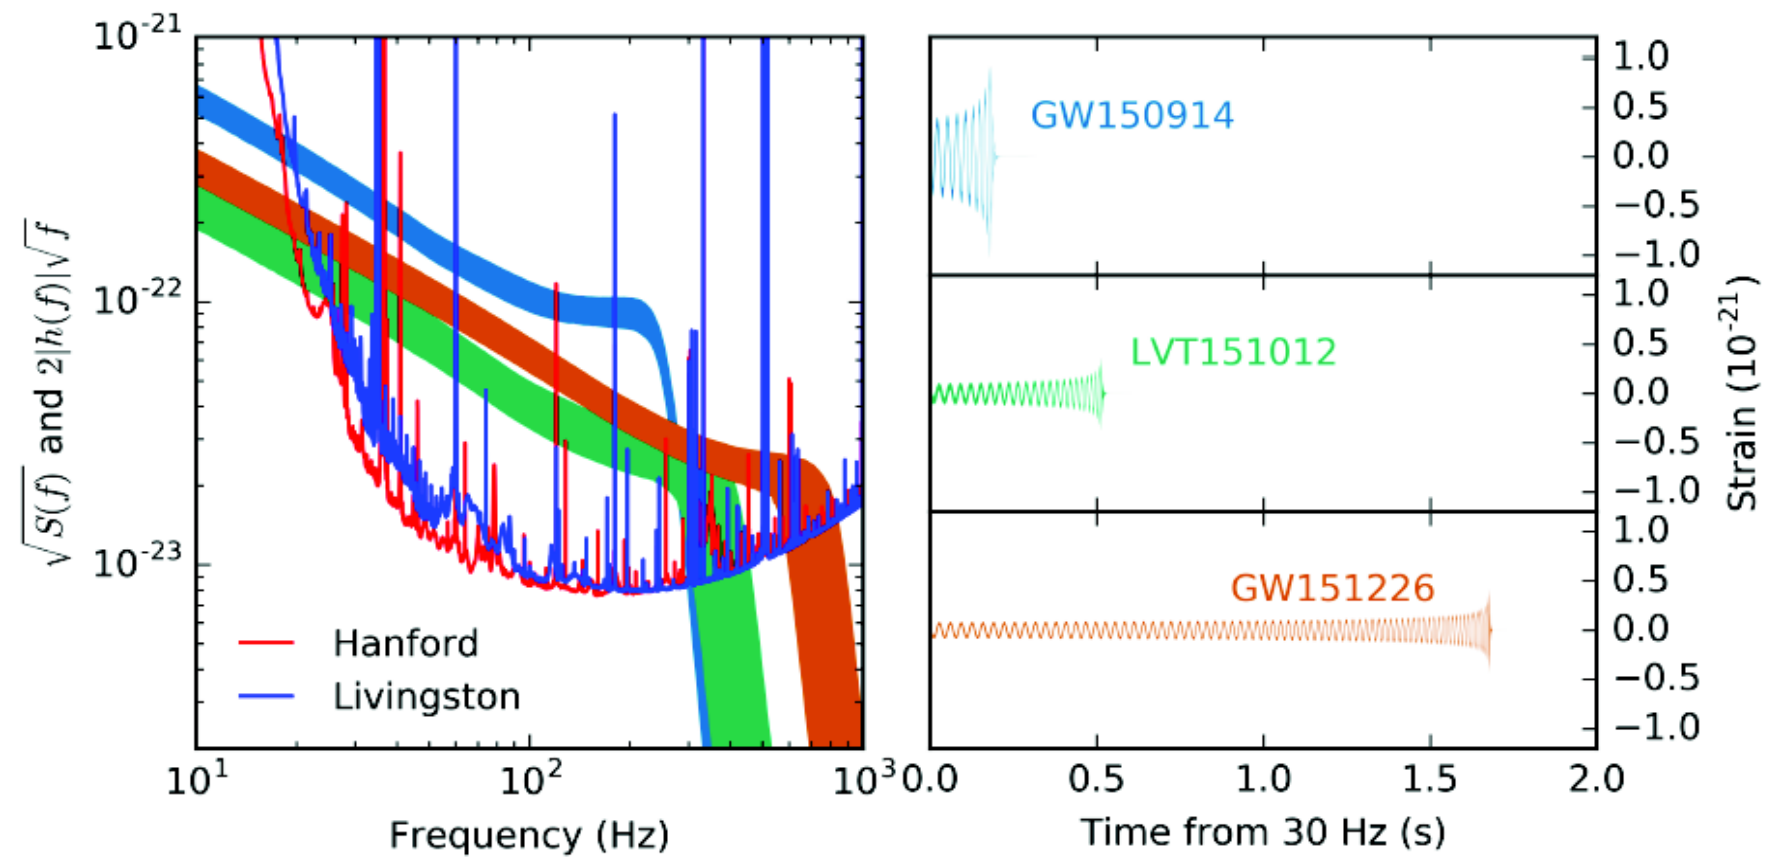 10^-21
10^-22
10^-23
√S(f) and 2|h(f)|√f
Hanford
Livingston
10^1
10^2
10^3
Frequency (Hz)
GW150914
1.0
0.5
0.0
−0.5
−1.0
LVT151012
1.0
0.5
0.0
−0.5
−1.0
GW151226
1.0
0.5
0.0
−0.5
−1.0
Strain (10^-21)
0.0
0.5
1.0
1.5
2.0
Time from 30 Hz (s)